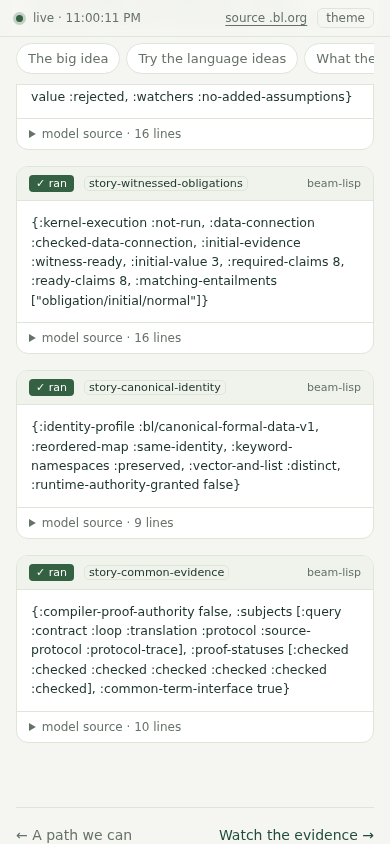 live · 11:00:11 PM source .bl.org theme
The big idea Try the language ideas What the
value :rejected, :watchers :no-added-assumptions}
▶ model source · 16 lines
✓ ran story-witnessed-obligations beam-lisp
{:kernel-execution :not-run, :data-connection
:checked-data-connection, :initial-evidence
:witness-ready, :initial-value 3, :required-claims 8,
:ready-claims 8, :matching-entailments
["obligation/initial/normal"]}
▶ model source · 16 lines
✓ ran story-canonical-identity beam-lisp
{:identity-profile :bl/canonical-formal-data-v1,
:reordered-map :same-identity, :keyword-
namespaces :preserved, :vector-and-list :distinct,
:runtime-authority-granted false}
▶ model source · 9 lines
✓ ran story-common-evidence beam-lisp
{:compiler-proof-authority false, :subjects [:query
:contract :loop :translation :protocol :source-
protocol :protocol-trace], :proof-statuses [:checked
:checked :checked :checked :checked :checked
:checked], :common-term-interface true}
▶ model source · 10 lines
← A path we can Watch the evidence →